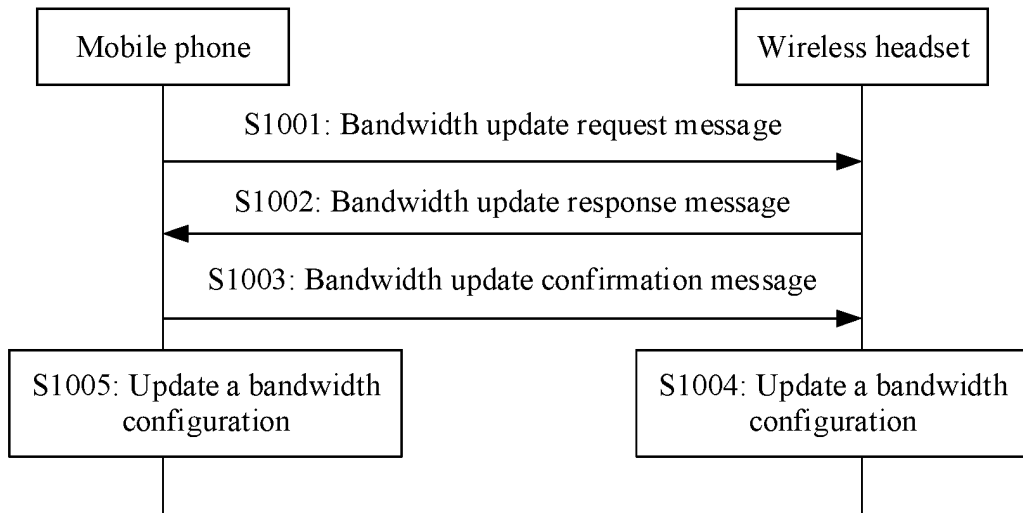 Mobile phone
Wireless headset
S1001: Bandwidth update request message
S1002: Bandwidth update response message
S1003: Bandwidth update confirmation message
S1005: Update a bandwidth
configuration
S1004: Update a bandwidth
configuration